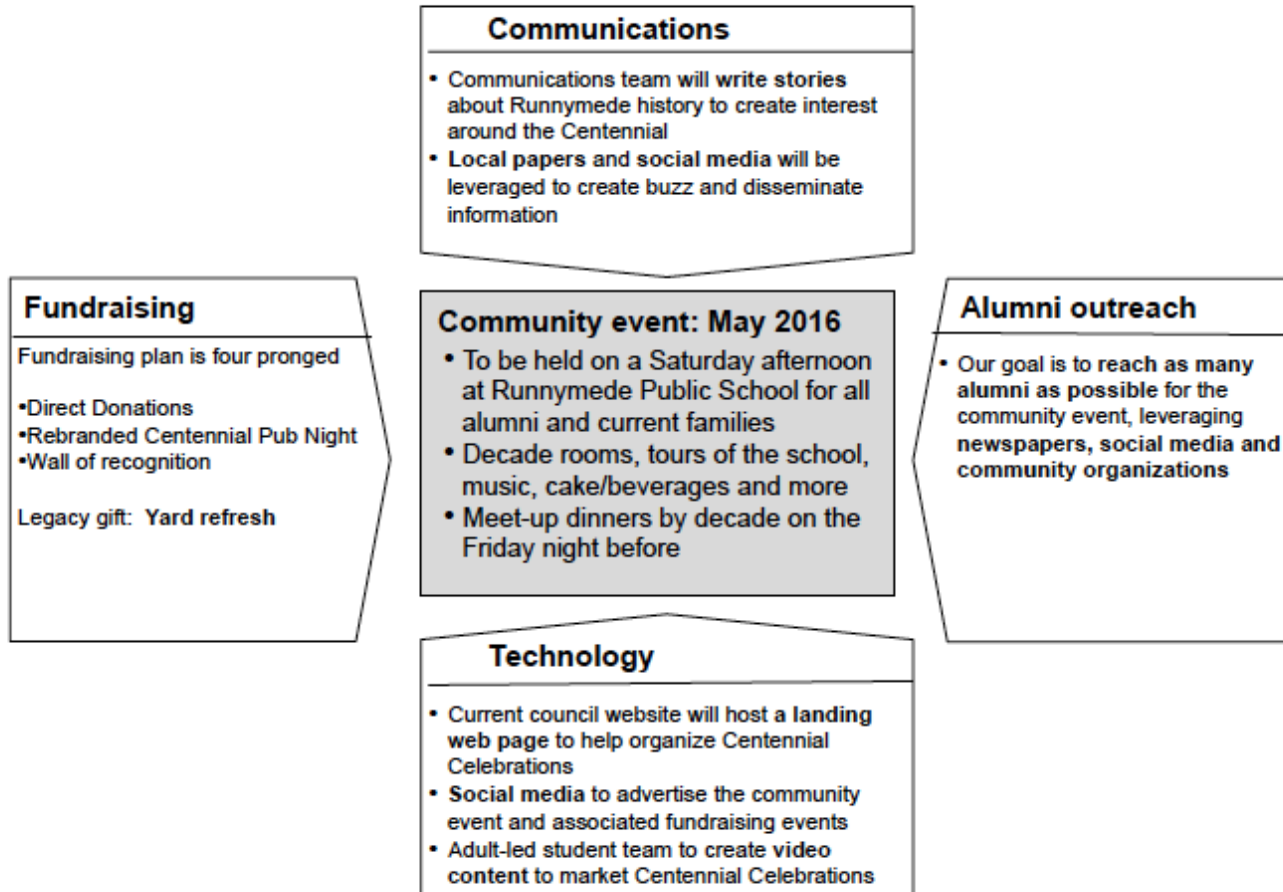 Communications
• Communications team will write stories
about Runnymede history to create interest
around the Centennial
• Local papers and social media will be
leveraged to create buzz and disseminate
information
Fundraising
Fundraising plan is four pronged
•Direct Donations
•Rebranded Centennial Pub Night
•Wall of recognition
Legacy gift: Yard refresh
Community event: May 2016
• To be held on a Saturday afternoon
at Runnymede Public School for all
alumni and current families
• Decade rooms, tours of the school,
music, cake/beverages and more
• Meet-up dinners by decade on the
Friday night before
Alumni outreach
• Our goal is to reach as many
alumni as possible for the
community event, leveraging
newspapers, social media and
community organizations
Technology
• Current council website will host a landing
web page to help organize Centennial
Celebrations
• Social media to advertise the community
event and associated fundraising events
• Adult-led student team to create video
content to market Centennial Celebrations